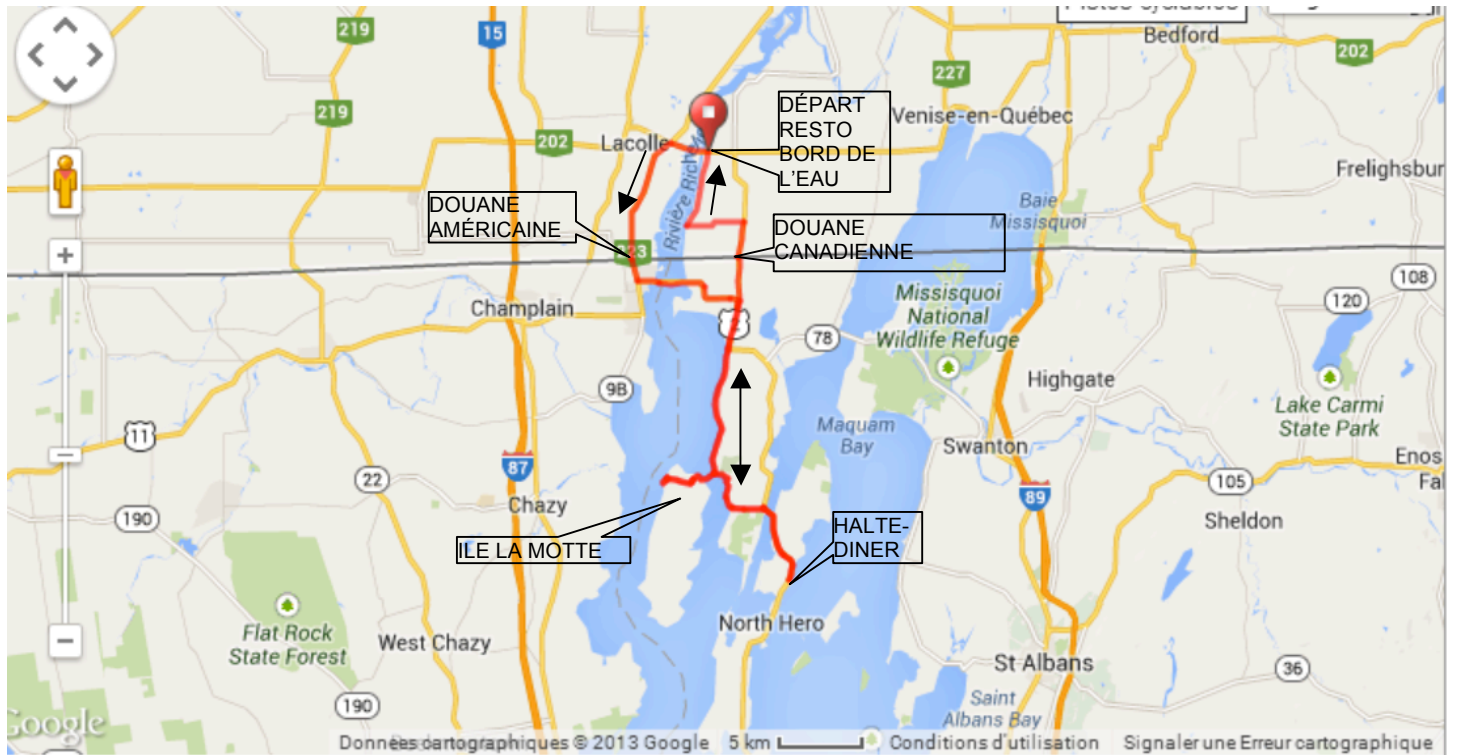 219
15
Bedford
202
227
219
Venise-en-Québec
DÉPART
RESTO
BORD DE
L'EAU
202
Lacolle
Frelighsbur
Rivière
DOUANE
AMÉRICAINE
Baie
Missisquoi
DOUANE
CANADIENNE
108
Champlain
Missisquoi
National
Wildlife Refuge
120
78
9B
Highgate
Lake Carmi
State Park
11
Maquam
Bay
Swanton
Enos
Fal
87
22
Chazy
89
105
190
Sheldon
ILE LA MOTTE
HALTE-
DINER
Flat Rock
State Forest
West Chazy
North Hero
St Albans
36
Saint
Albans Bay
190
Google
Données cartographiques © 2013 Google
5 km
Conditions d'utilisation
Signaler une Erreur cartographique